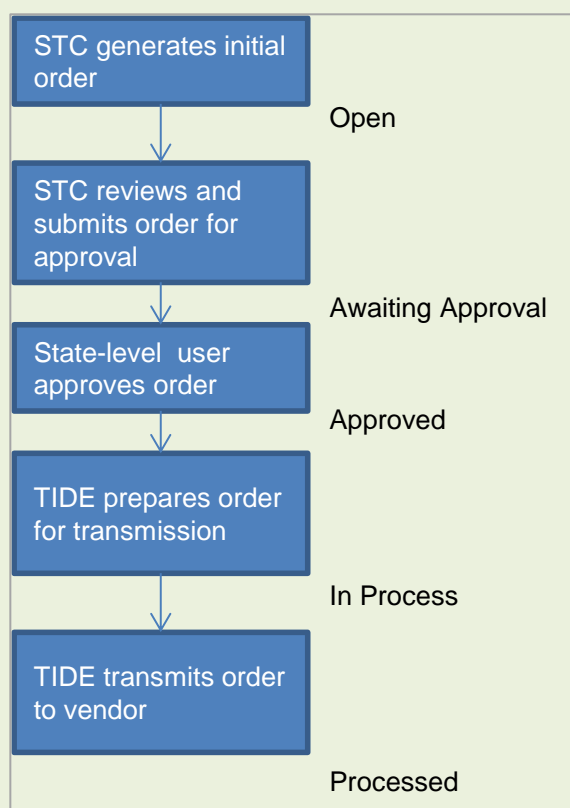 STC generates initial
order
Open
STC reviews and
submits order for
approval
Awaiting Approval
State-level  user
approves order
Approved
TIDE prepares order
for transmission
In Process
TIDE transmits order
to vendor
Processed